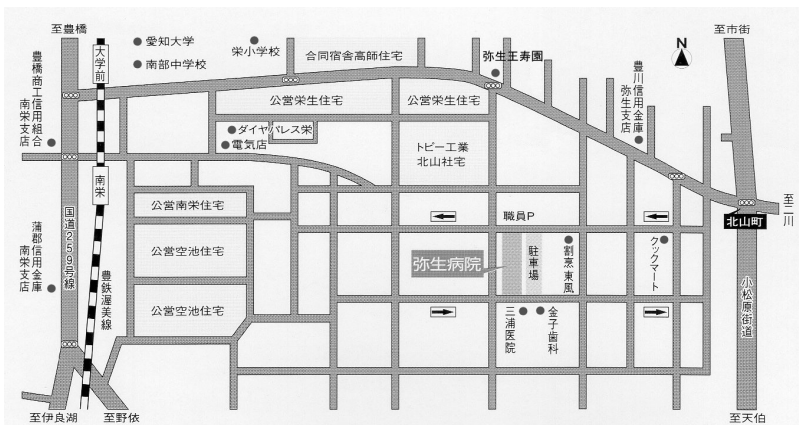 至豊橋
大学前
愛知大学
南部中学校
栄小学校
合同宿舎高師住宅
弥生王寿園
N
至市街
豊橋商工信用組合
南栄支店
公営栄生住宅
公営栄生住宅
豊川信用金庫
弥生支店
ダイヤパレス栄
電気店
トピー工業
北山社宅
南栄
公営南栄住宅
職員P
至二川
北山町
蒲郡信用金庫
南栄支店
国道259号線
豊鉄渥美線
公営空池住宅
弥生病院
駐車場
割烹東風
クックマート
小松原街道
公営空池住宅
三浦医院
金子歯科
至伊良湖
至野依
至天伯